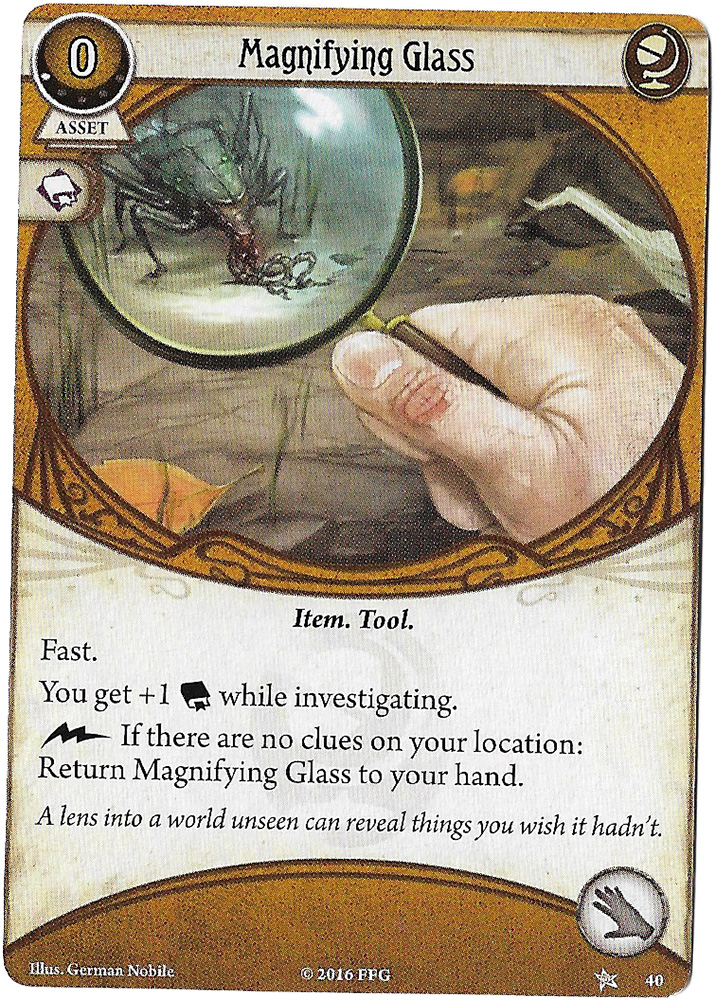 0
Magnifying Glass
ASSET
Item. Tool.
Fast.
You get +1 while investigating.
If there are no clues on your location:
Return Magnifying Glass to your hand.
A lens into a world unseen can reveal things you wish it hadn't.
Illus. German Nobile
© 2016 FFG
40